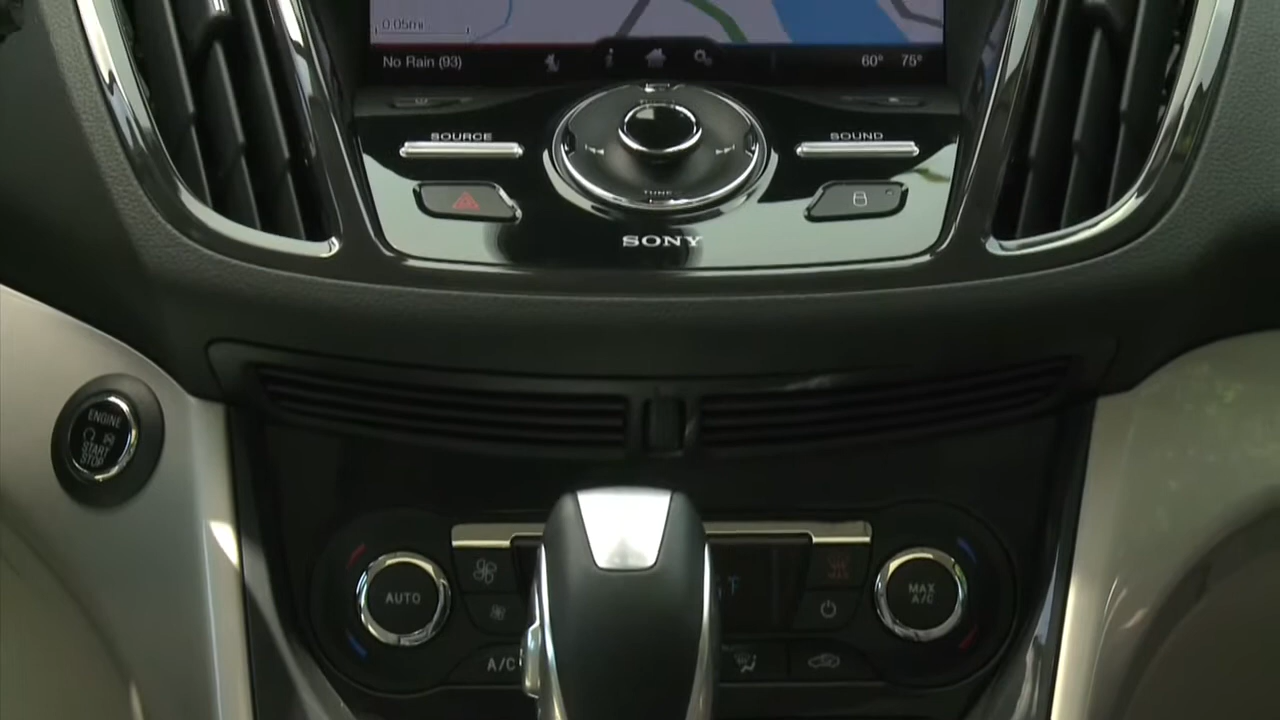 0.05mi
No Rain (93)
60° 75°
SOURCE
SOUND
TUNE
SONY
ENGINE
START
STOP
AUTO
MAX
A/C
°F
A/C